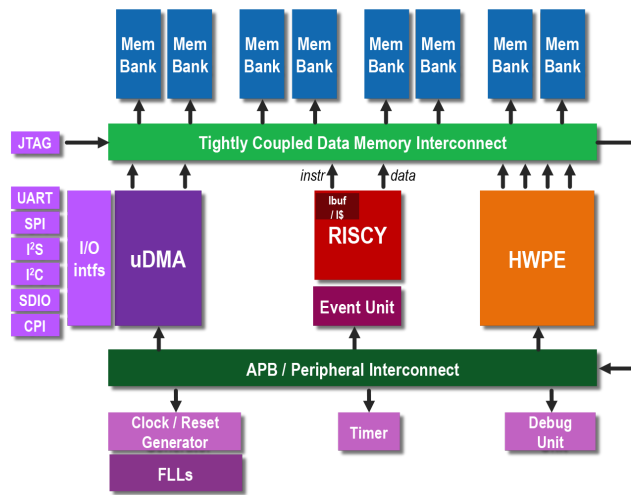 Mem
Bank
Mem
Bank
Mem
Bank
Mem
Bank
Mem
Bank
Mem
Bank
Mem
Bank
Mem
Bank
JTAG
Tightly Coupled Data Memory Interconnect
instr
data
UART
SPI
I²S
I²C
SDIO
CPI
I/O
intfs
uDMA
Ibuf
/ I$
RISCY
Event Unit
HWPE
APB / Peripheral Interconnect
Clock / Reset
Generator
FLLs
Timer
Debug
Unit